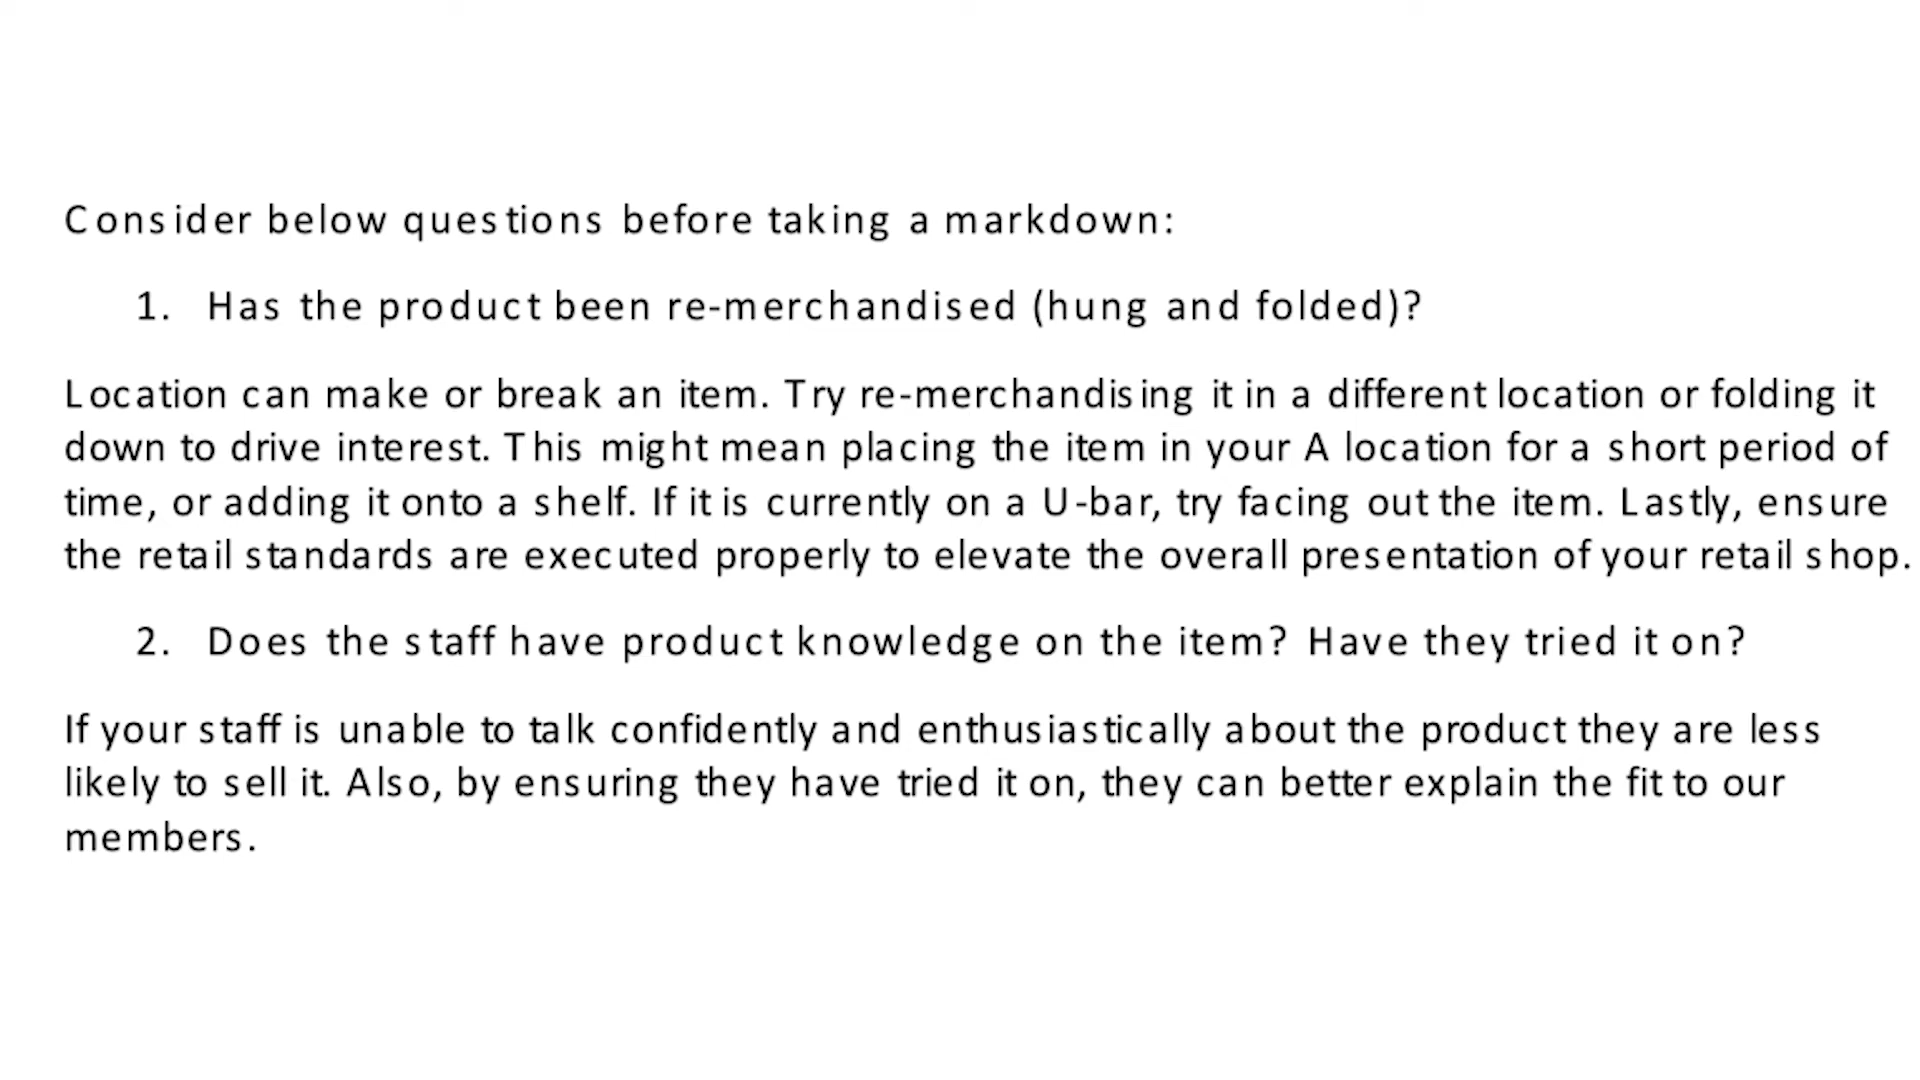 Consider below questions before taking a markdown:
1. Has the product been re-merchandised (hung and folded)?
Location can make or break an item. Try re-merchandising it in a different location or folding it
down to drive interest. This might mean placing the item in your A location for a short period of
time, or adding it onto a shelf. If it is currently on a U-bar, try facing out the item. Lastly, ensure
the retail standards are executed properly to elevate the overall presentation of your retail shop.
2. Does the staff have product knowledge on the item? Have they tried it on?
If your staff is unable to talk confidently and enthusiastically about the product they are less
likely to sell it. Also, by ensuring they have tried it on, they can better explain the fit to our
members.